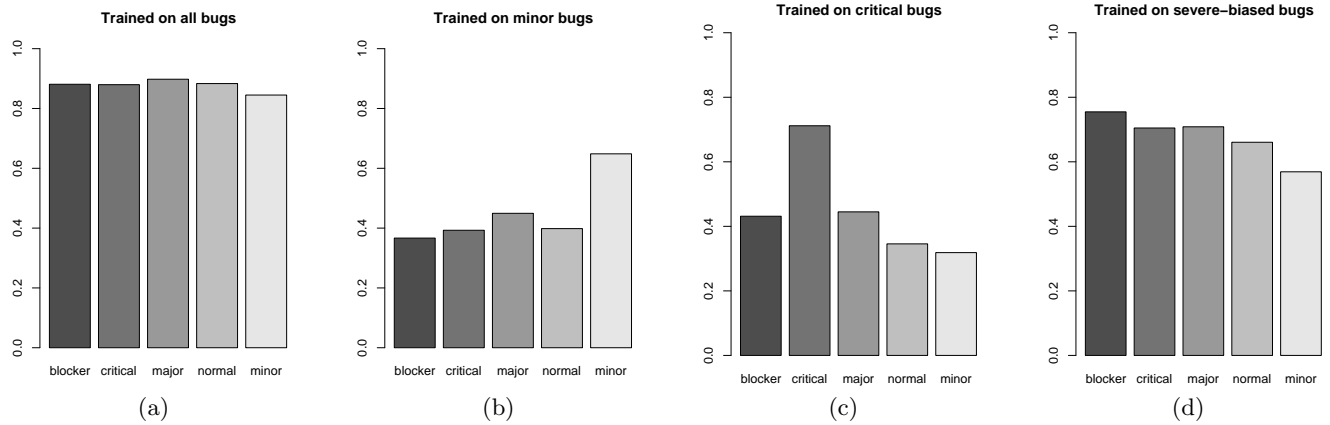 Trained on all bugs
1.0
0.8
0.6
0.4
0.2
0.0
blocker critical major normal minor
(a)
Trained on minor bugs
1.0
0.8
0.6
0.4
0.2
0.0
blocker critical major normal minor
(b)
Trained on critical bugs
1.0
0.8
0.6
0.4
0.2
0.0
blocker critical major normal minor
(c)
Trained on severe−biased bugs
1.0
0.8
0.6
0.4
0.2
0.0
blocker critical major normal minor
(d)